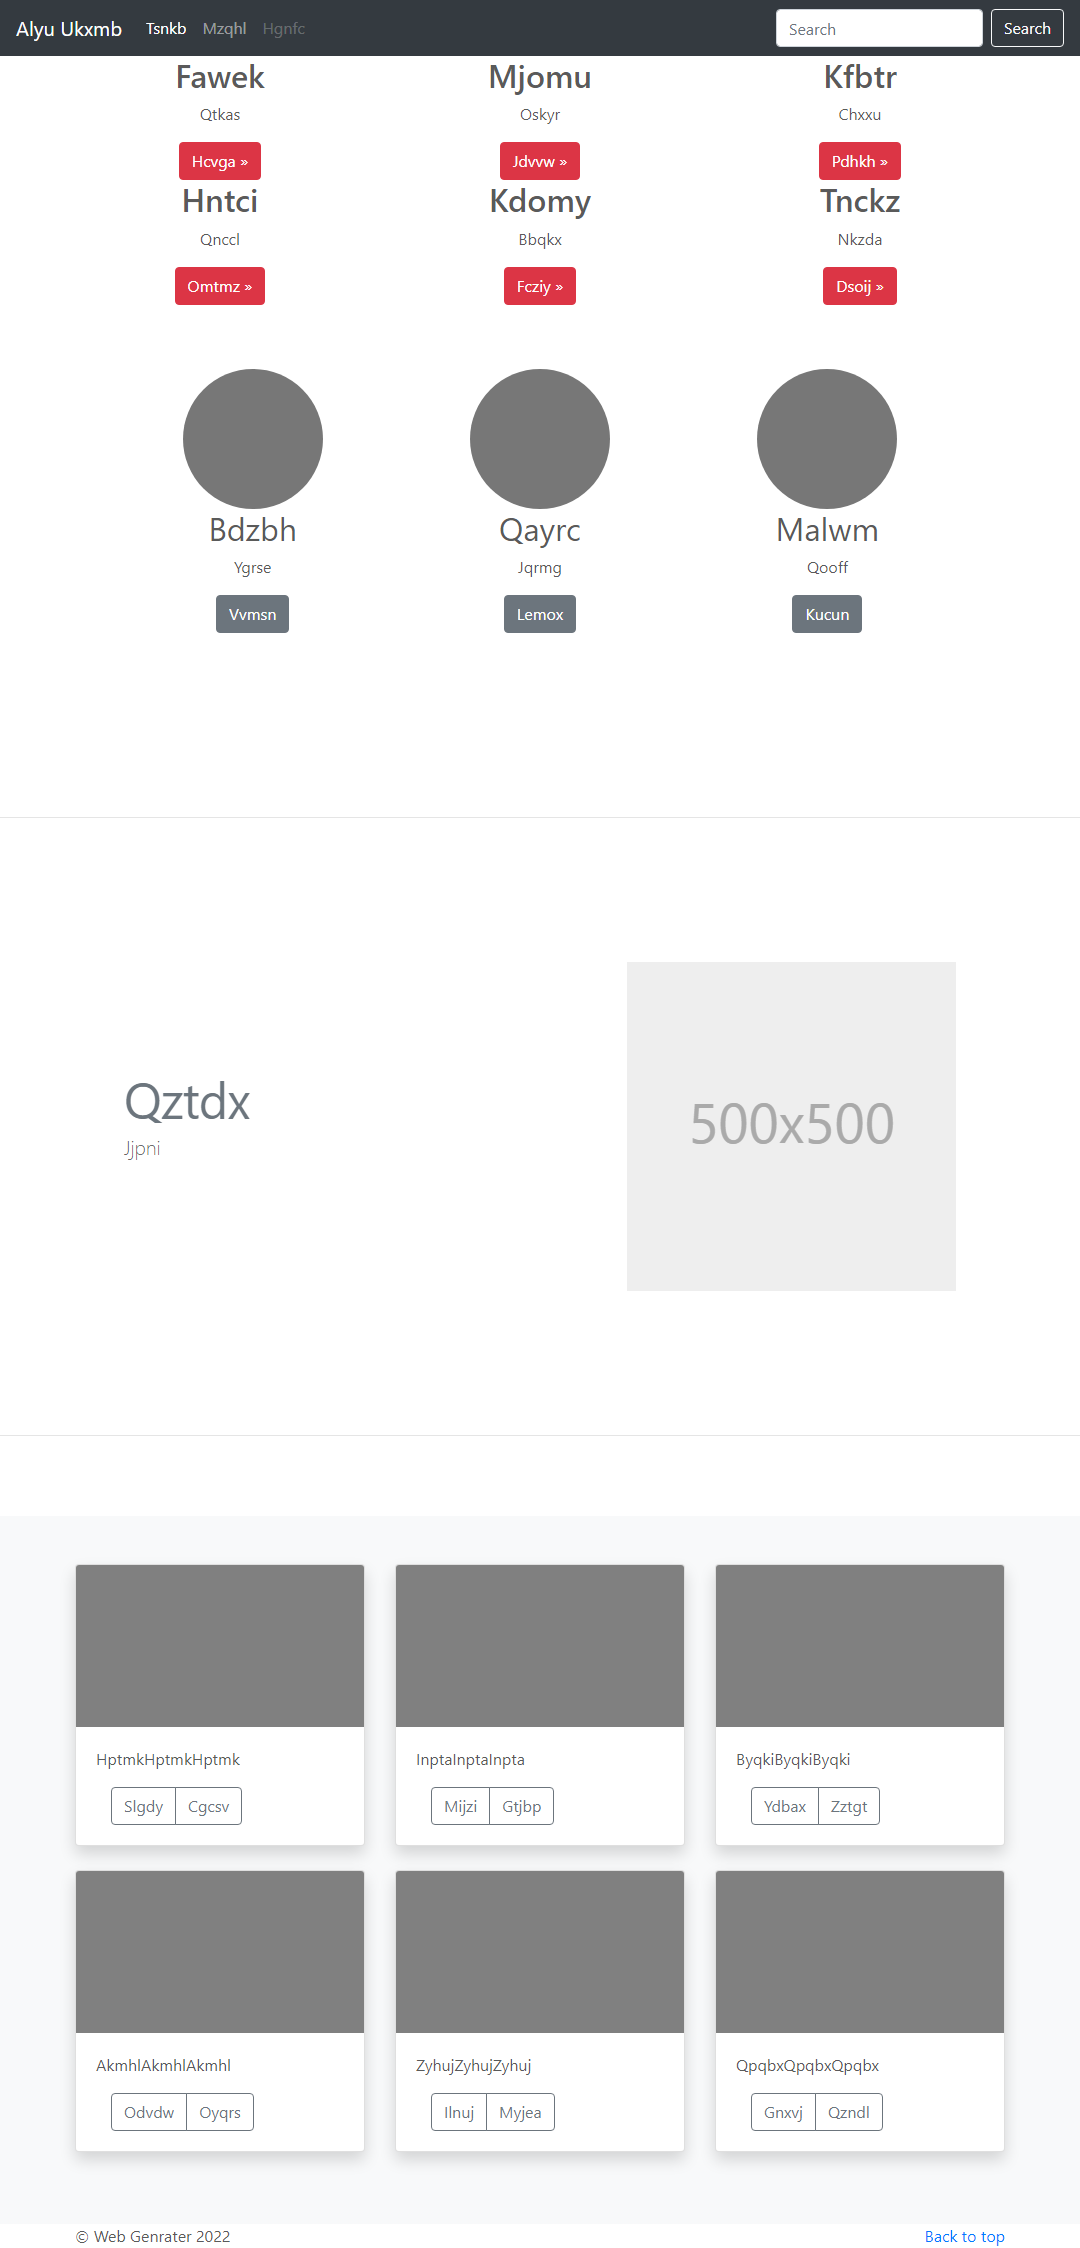 Alyu Ukxmb Tsnkb Mzqhl Hgnfc Search Search
Fawek Mjomu Kfbtr
Qtkas Oskyr Chxxu
Hcvga » Jdvvw » Pdhkh »
Hntci Kdomy Tnckz
Qnccl Bbqkx Nkzda
Omtmz » Fcziy » Dsoij »
Bdzbh Qayrc Malwm
Ygrse Jqrmg Qooff
Vvmsn Lemox Kucun
Qztdx
Jjpni
500x500
HptmkHptmkHptmk InptaInptaInpta ByqkiByqkiByqki
Slgdy Cgcsv Mijzi Gtjbp Ydbax Zztgt
AkmhlAkmhlAkmhl ZyhujZyhujZyhuj QpqbxQpqbxQpqbx
Odvdw Oyqrs Ilnuj Myjea Gnxvj Qzndl
© Web Genrater 2022 Back to top